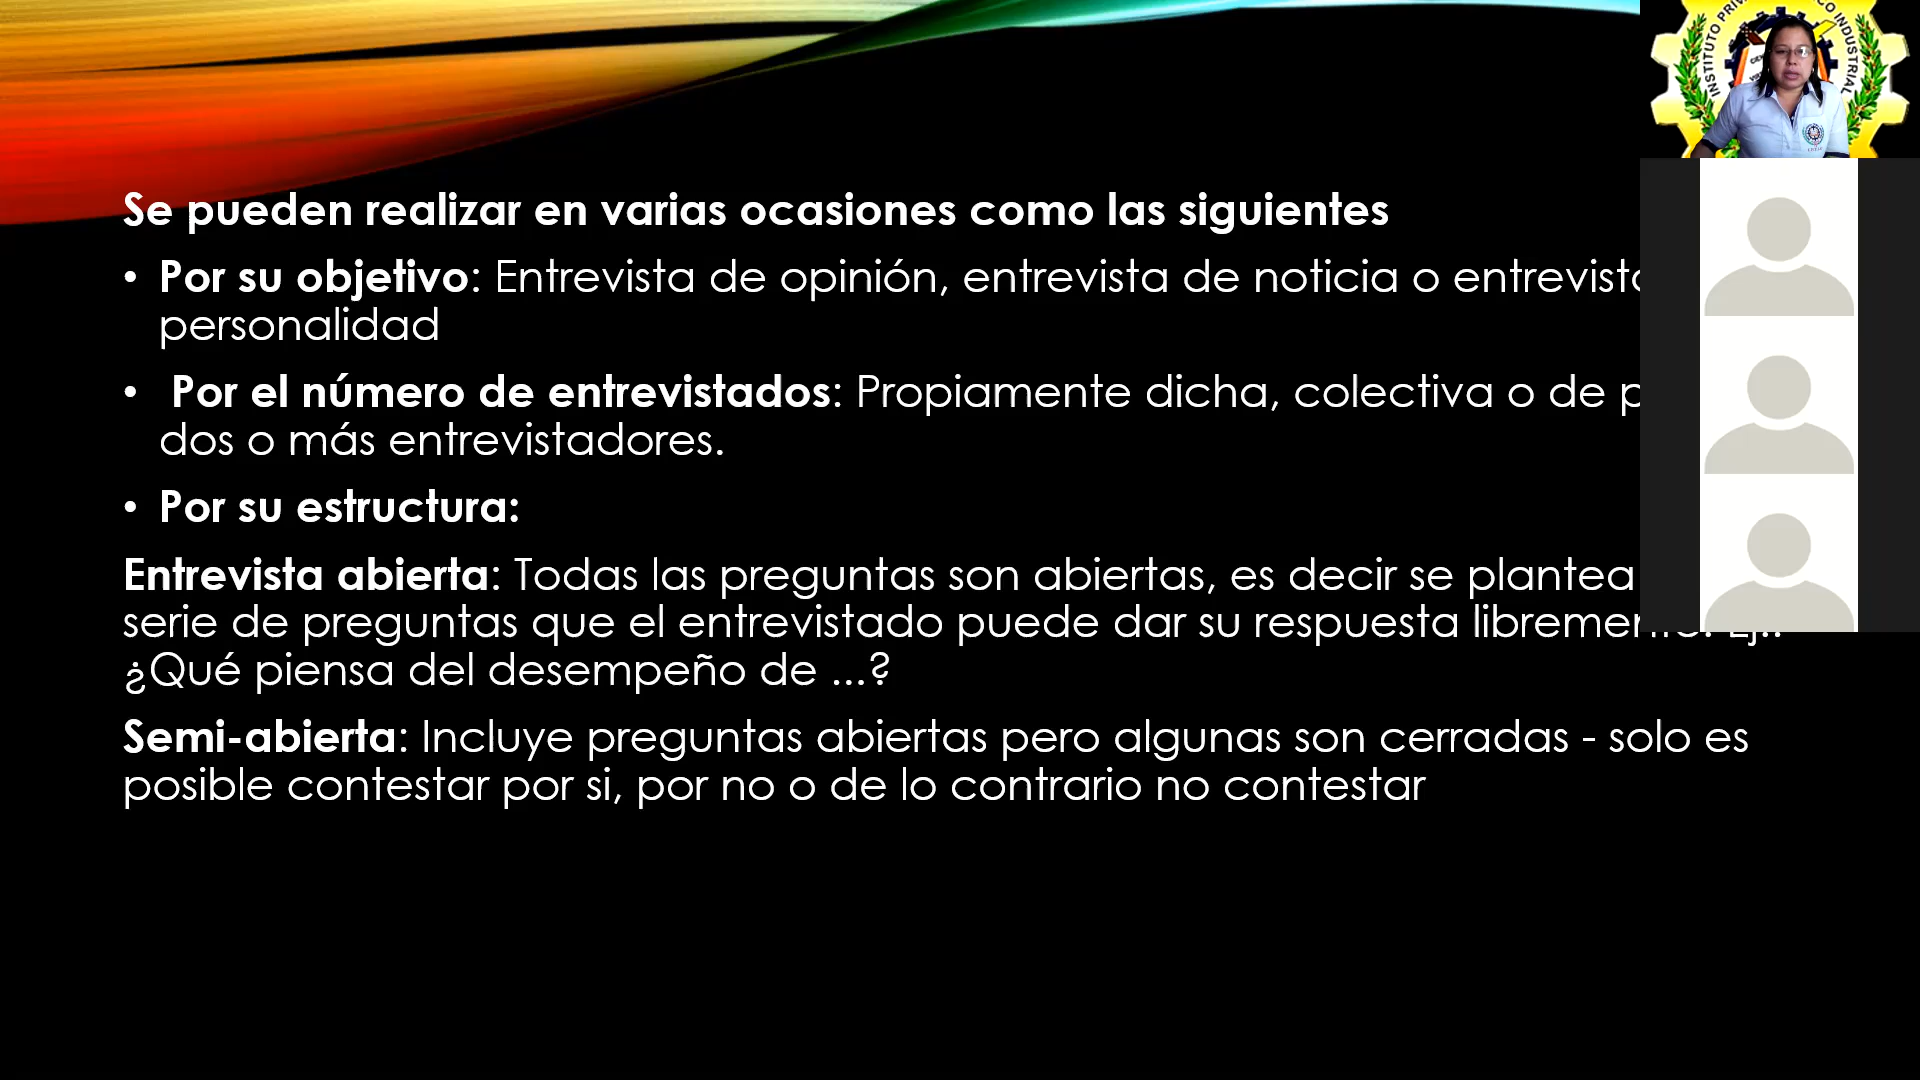 Se pueden realizar en varias ocasiones como las siguientes
• Por su objetivo: Entrevista de opinión, entrevista de noticia o entrevista
personalidad
• Por el número de entrevistados: Propiamente dicha, colectiva o de
dos o más entrevistadores.
• Por su estructura:
Entrevista abierta: Todas las preguntas son abiertas, es decir se plantea
serie de preguntas que el entrevistado puede dar su respuesta
¿Qué piensa del desempeño de ...?
Semi-abierta: Incluye preguntas abiertas pero algunas son cerradas - solo es
posible contestar por si, por no o de lo contrario no contestar
INSTITUTO
INDUSTRIAL